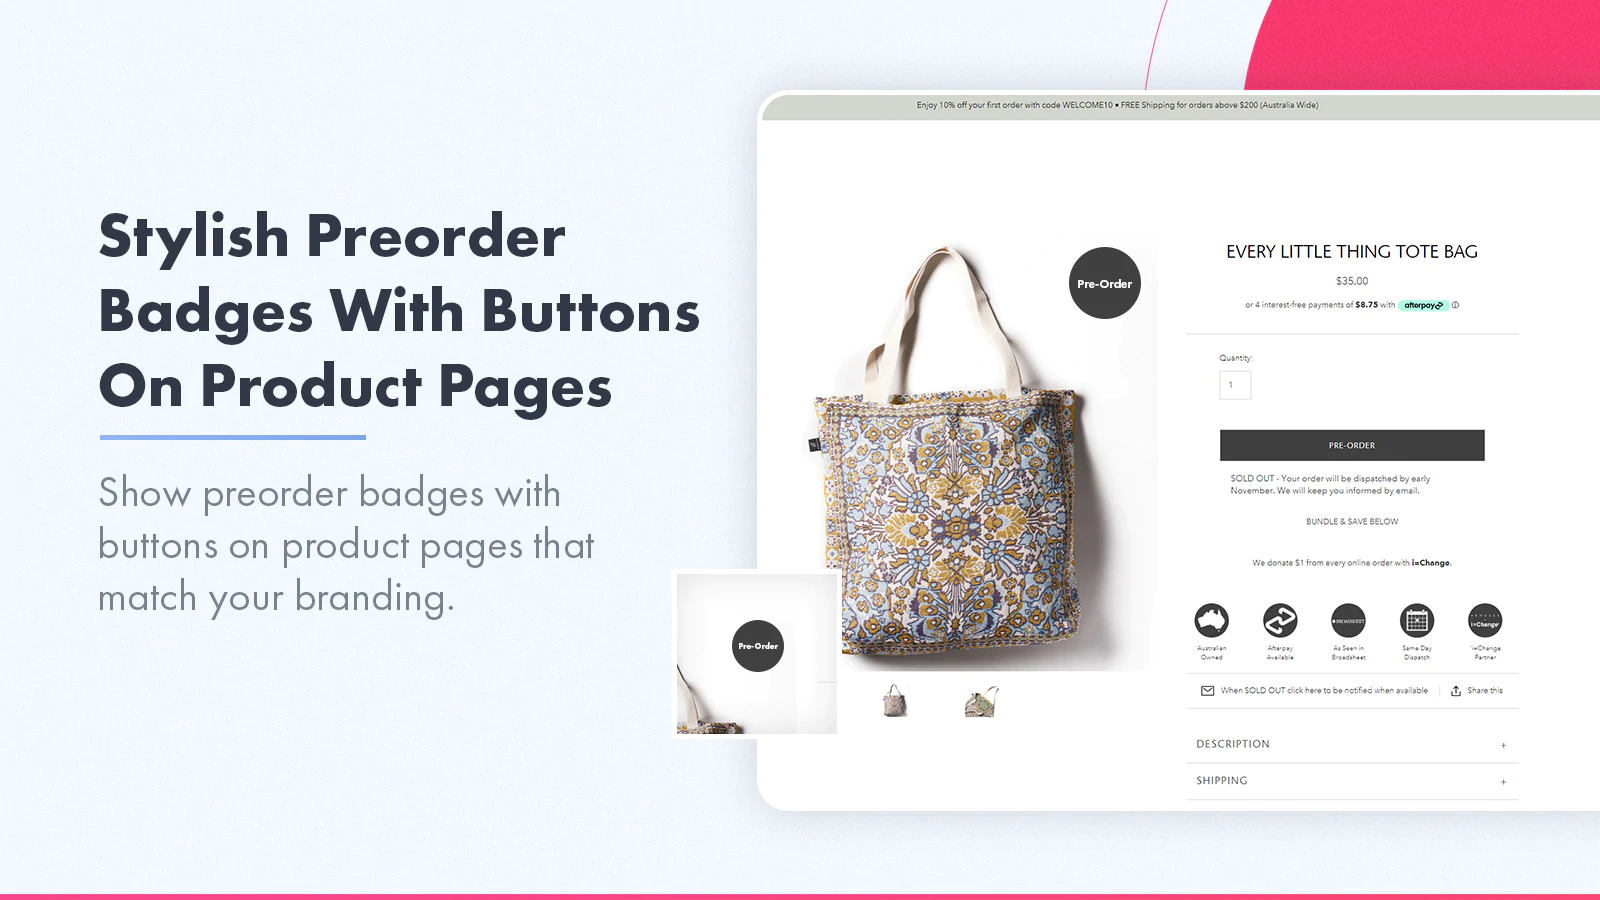 Stylish Preorder
Badges With Buttons
On Product Pages
Show preorder badges with
buttons on product pages that
match your branding.
Enjoy 10% off your first order with code WELCOME10 • FREE Shipping for orders above $200 (Australia Wide)
Pre-Order
Pre-Order
EVERY LITTLE THING TOTE BAG
$35.00
or 4 interest-free payments of $8.75 with afterpay
Quantity:
1
PRE-ORDER
SOLD OUT - Your order will be dispatched by early
November. We will keep you informed by email.
BUNDLE & SAVE BELOW
We donate $1 from every online order with i=Change.
BROADSHEET
i=Change
Australian
Owned
Afterpay
Available
As Seen in
Broadsheet
Same Day
Dispatch
'i=Change
Partner
When SOLD OUT click here to be notified when available
Share this
DESCRIPTION +
SHIPPING +